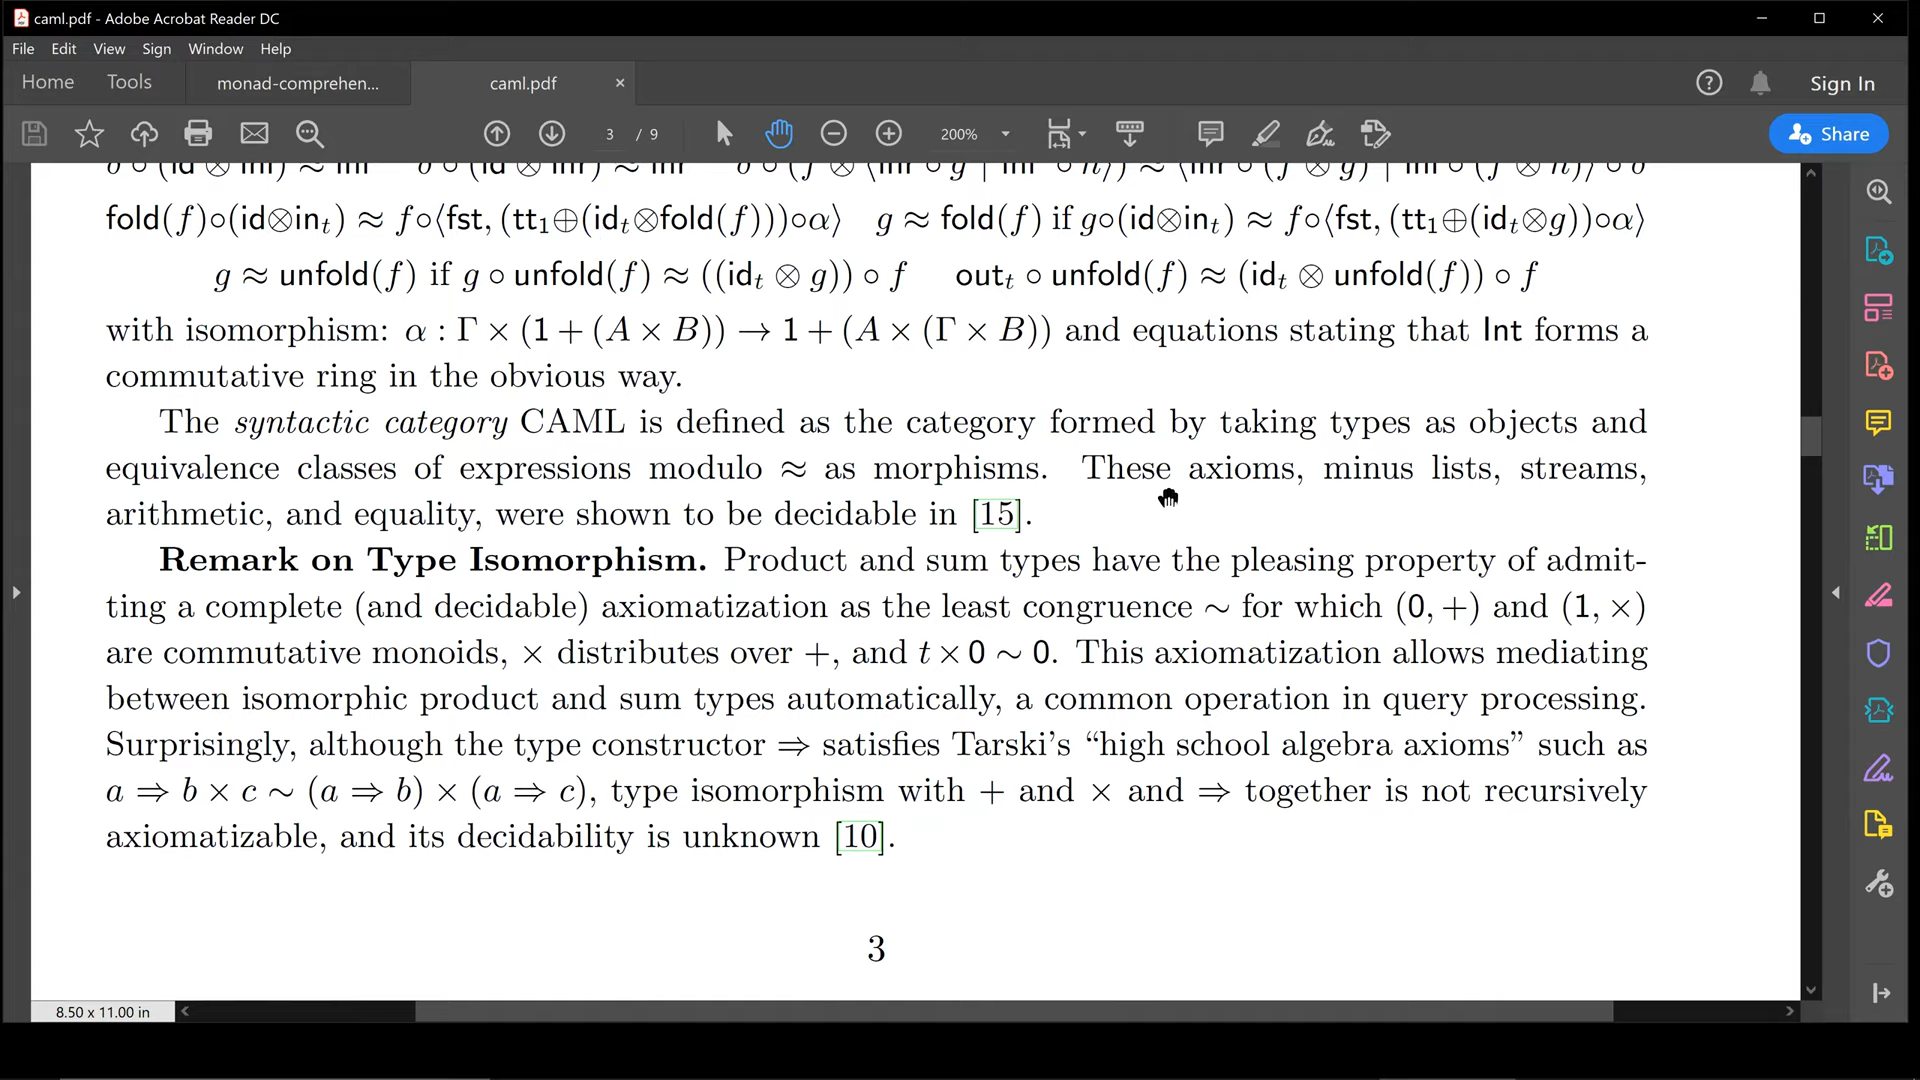 caml.pdf - Adobe Acrobat Reader DC
File Edit View Sign Window Help
Home Tools monad-comprehen... caml.pdf × Sign In
3 / 9 200% Share
fold(f)∘(id⊗inₜ) ≈ f∘⟨fst, (tt₁⊕(idₜ⊗fold(f)))∘α⟩ g ≈ fold(f) if g∘(id⊗inₜ) ≈ f∘⟨fst, (tt₁⊕(idₜ⊗g))∘α⟩
g ≈ unfold(f) if g ∘ unfold(f) ≈ ((idₜ ⊗ g)) ∘ f outₜ ∘ unfold(f) ≈ (idₜ ⊗ unfold(f)) ∘ f
with isomorphism: α : Γ × (1 + (A × B)) → 1 + (A × (Γ × B)) and equations stating that Int forms a
commutative ring in the obvious way.
The syntactic category CAML is defined as the category formed by taking types as objects and
equivalence classes of expressions modulo ≈ as morphisms. These axioms, minus lists, streams,
arithmetic, and equality, were shown to be decidable in [15].
Remark on Type Isomorphism. Product and sum types have the pleasing property of admit-
ting a complete (and decidable) axiomatization as the least congruence ∼ for which (0, +) and (1, ×)
are commutative monoids, × distributes over +, and t × 0 ∼ 0. This axiomatization allows mediating
between isomorphic product and sum types automatically, a common operation in query processing.
Surprisingly, although the type constructor ⇒ satisfies Tarski's “high school algebra axioms” such as
a ⇒ b × c ∼ (a ⇒ b) × (a ⇒ c), type isomorphism with + and × and ⇒ together is not recursively
axiomatizable, and its decidability is unknown [10].
3
8.50 x 11.00 in